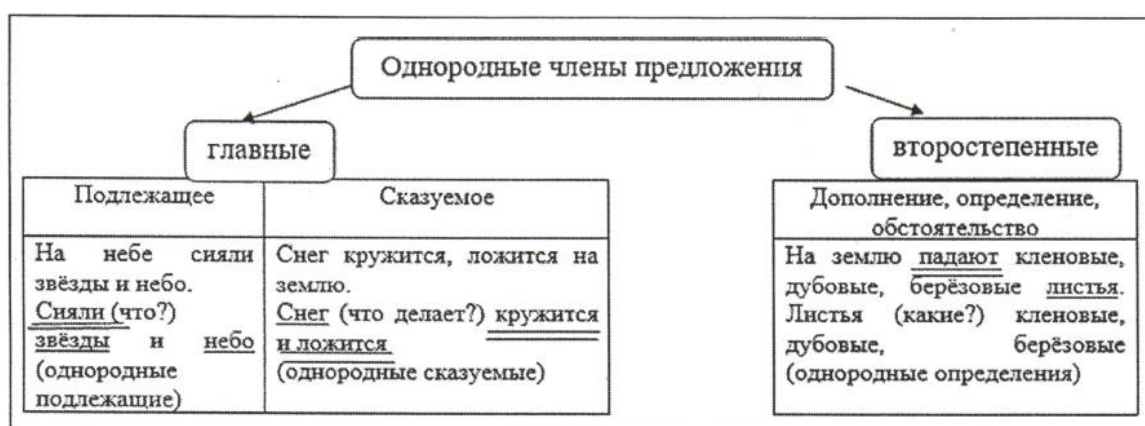 Однородные члены предложения
главные
второстепенные
Подлежащее
Сказуемое
На небе сияли
звёзды и небо.
Сияли (что?)
звёзды и небо
(однородные
подлежащие)
Снег кружится, ложится на
землю.
Снег (что делает?) кружится
и ложится
(однородные сказуемые)
Дополнение, определение,
обстоятельство
На землю падают кленовые,
дубовые, берёзовые листья.
Листья (какие?) кленовые,
дубовые, берёзовые
(однородные определения)